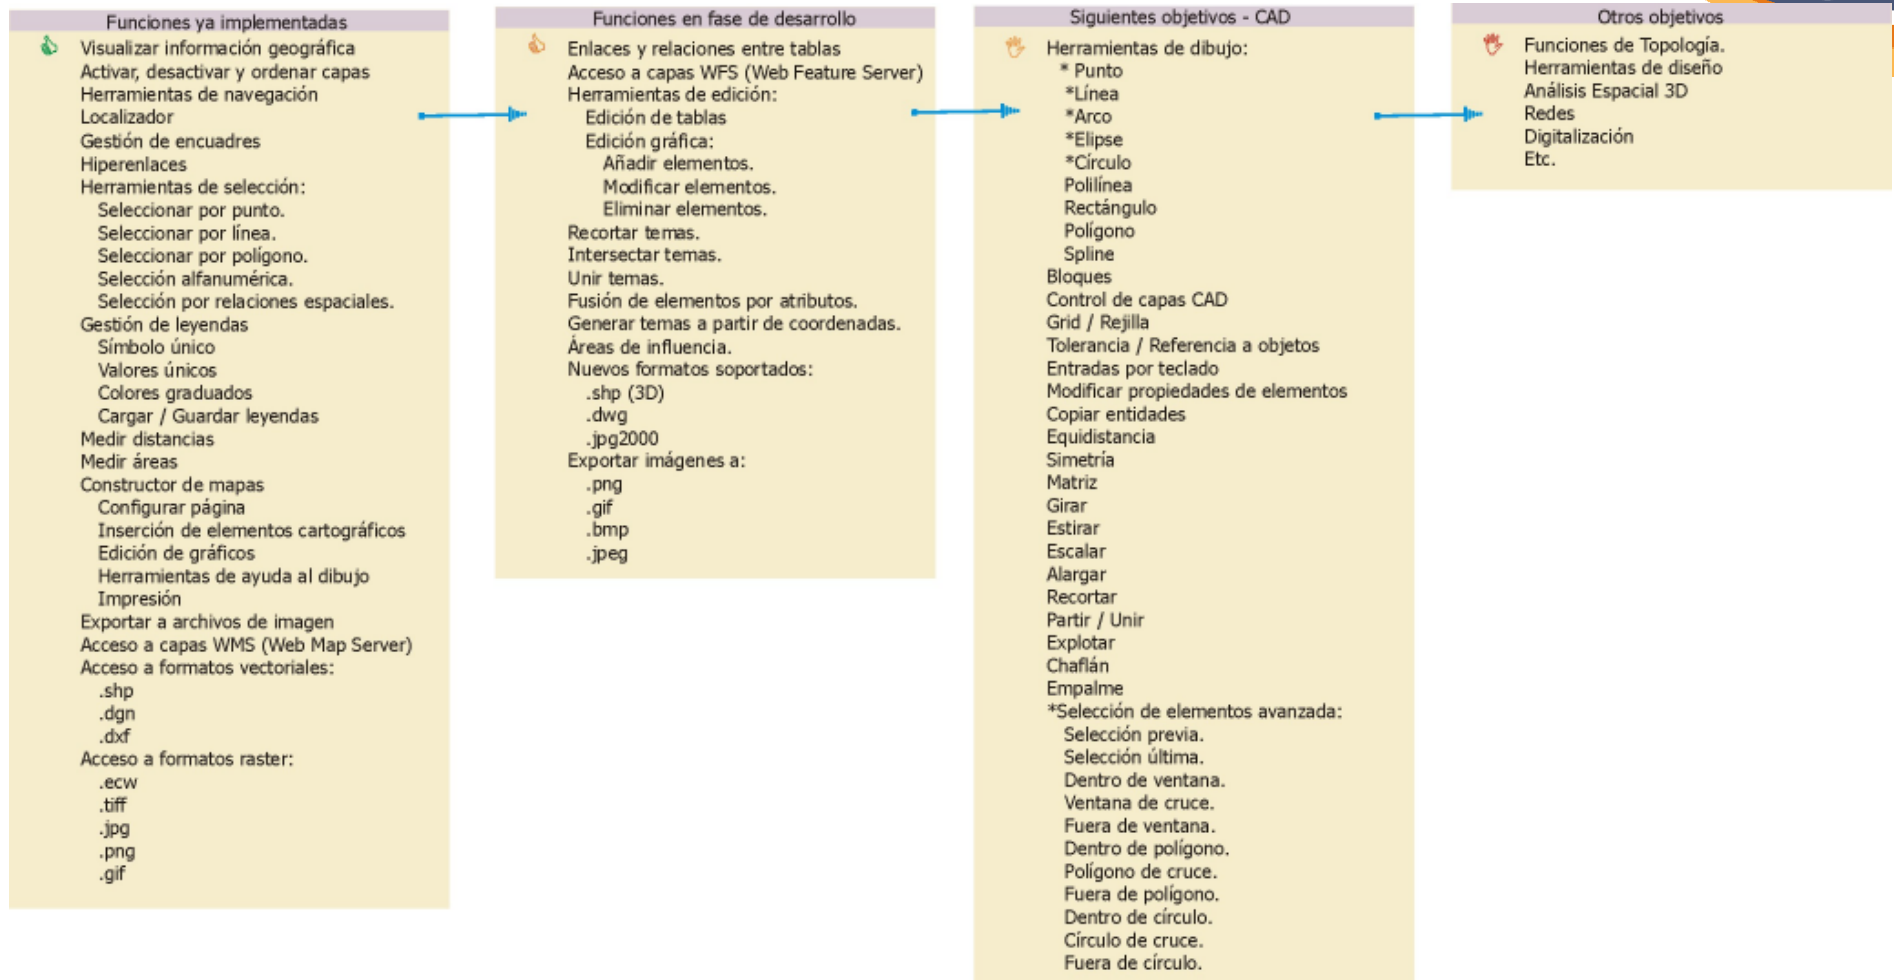 Funciones ya implementadas
Visualizar información geográfica
Activar, desactivar y ordenar capas
Herramientas de navegación
Localizador
Gestión de encuadres
Hiperenlaces
Herramientas de selección:
Seleccionar por punto.
Seleccionar por línea.
Seleccionar por polígono.
Selección alfanumérica.
Selección por relaciones espaciales.
Gestión de leyendas
Símbolo único
Valores únicos
Colores graduados
Cargar / Guardar leyendas
Medir distancias
Medir áreas
Constructor de mapas
Configurar página
Inserción de elementos cartográficos
Edición de gráficos
Herramientas de ayuda al dibujo
Impresión
Exportar a archivos de imagen
Acceso a capas WMS (Web Map Server)
Acceso a formatos vectoriales:
.shp
.dgn
.dxf
Acceso a formatos raster:
.ecw
.tiff
.jpg
.png
.gif
Funciones en fase de desarrollo
Enlaces y relaciones entre tablas
Acceso a capas WFS (Web Feature Server)
Herramientas de edición:
Edición de tablas
Edición gráfica:
Añadir elementos.
Modificar elementos.
Eliminar elementos.
Recortar temas.
Intersectar temas.
Unir temas.
Fusión de elementos por atributos.
Generar temas a partir de coordenadas.
Áreas de influencia.
Nuevos formatos soportados:
.shp (3D)
.dwg
.jpg2000
Exportar imágenes a:
.png
.gif
.bmp
.jpeg
Siguientes objetivos - CAD
Herramientas de dibujo:
* Punto
*Línea
*Arco
*Elipse
*Círculo
Polilínea
Rectángulo
Polígono
Spline
Bloques
Control de capas CAD
Grid / Rejilla
Tolerancia / Referencia a objetos
Entradas por teclado
Modificar propiedades de elementos
Copiar entidades
Equidistancia
Simetría
Matriz
Girar
Estirar
Escalar
Alargar
Recortar
Partir / Unir
Explotar
Chaflán
Empalme
*Selección de elementos avanzada:
Selección previa.
Selección última.
Dentro de ventana.
Ventana de cruce.
Fuera de ventana.
Dentro de polígono.
Polígono de cruce.
Fuera de polígono.
Dentro de círculo.
Círculo de cruce.
Fuera de círculo.
Otros objetivos
Funciones de Topología.
Herramientas de diseño
Análisis Espacial 3D
Redes
Digitalización
Etc.